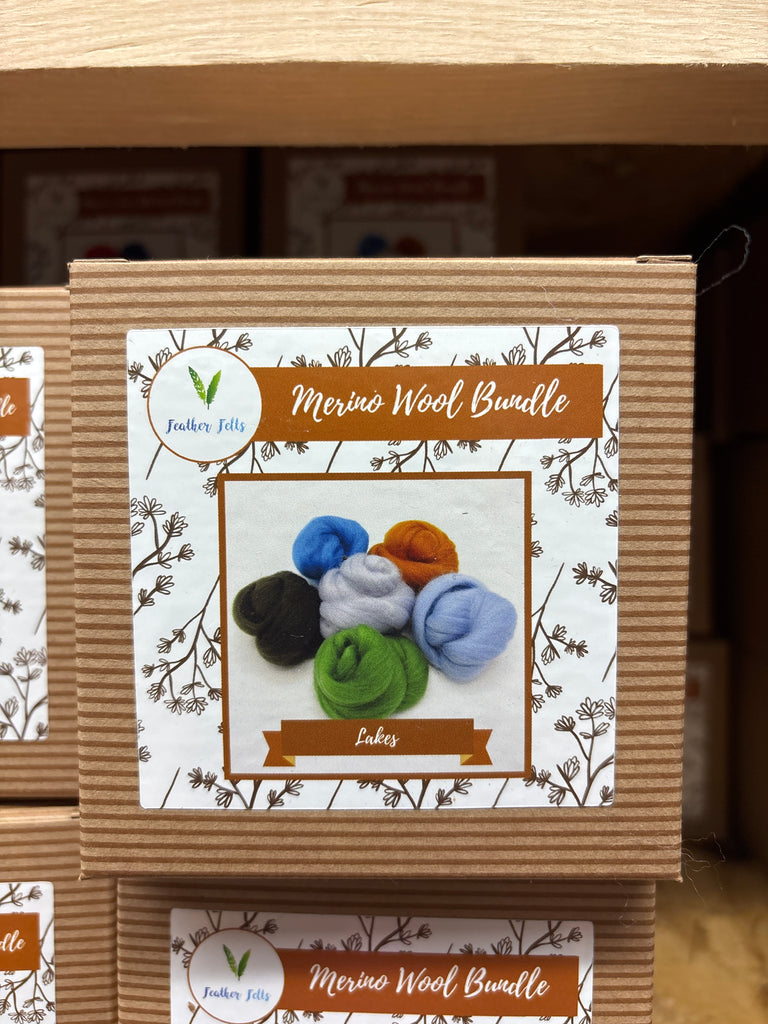 Feather Felts
Merino Wool Bundle
Lakes
Feather Felts
Merino Wool Bundle